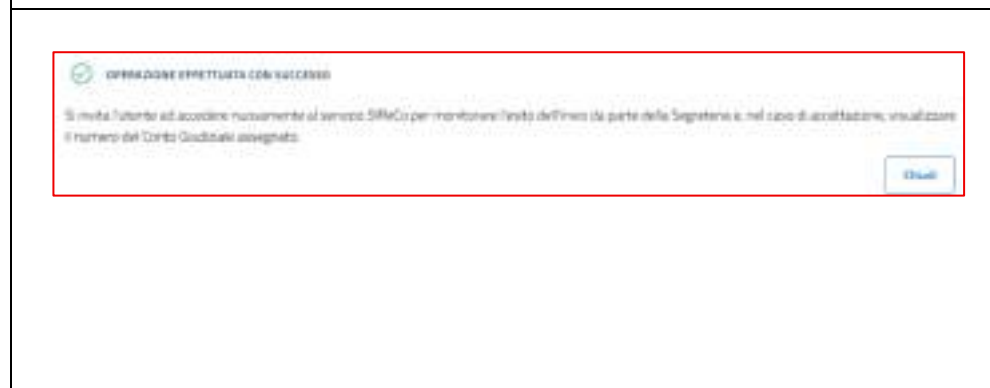 OPERAZIONE EFFETTUATA CON SUCCESSO
Si invita l'utente ad accedere nuovamente al servizio SIReCo per monitorare l'esito dell'invio da parte della Segreteria e, nel caso di accettazione, visualizzare
il numero del Conto Giudiziale assegnato.
Chiudi